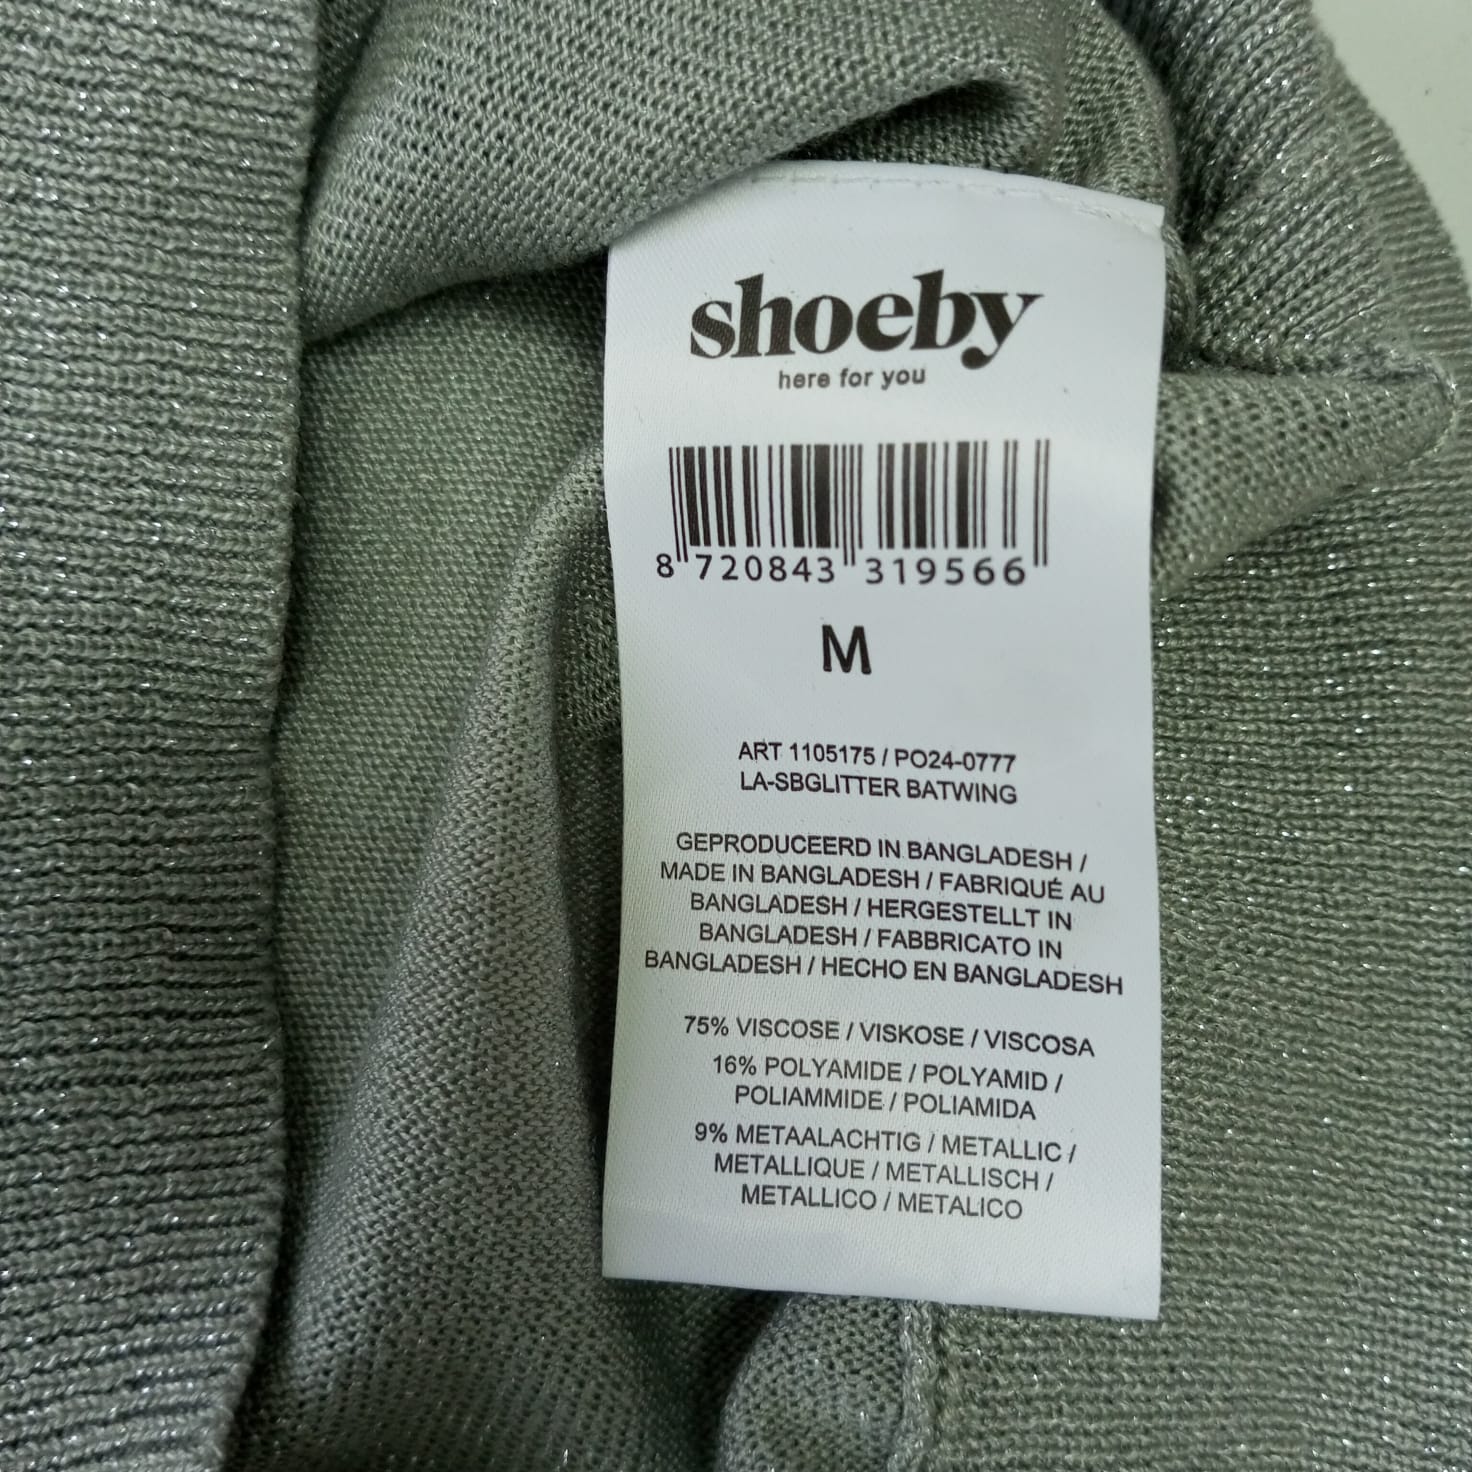 shoeby
here for you
8 720843 319566
M
ART 1105175 / PO24-0777
LA-SBGLITTER BATWING
GEPRODUCEERD IN BANGLADESH /
MADE IN BANGLADESH / FABRIQUÉ AU
BANGLADESH / HERGESTELLT IN
BANGLADESH / FABBRICATO IN
BANGLADESH / HECHO EN BANGLADESH
75% VISCOSE / VISKOSE / VISCOSA
16% POLYAMIDE / POLYAMID /
POLIAMMIDE / POLIAMIDA
9% METAALACHTIG / METALLIC /
METALLIQUE / METALLISCH /
METALLICO / METALICO